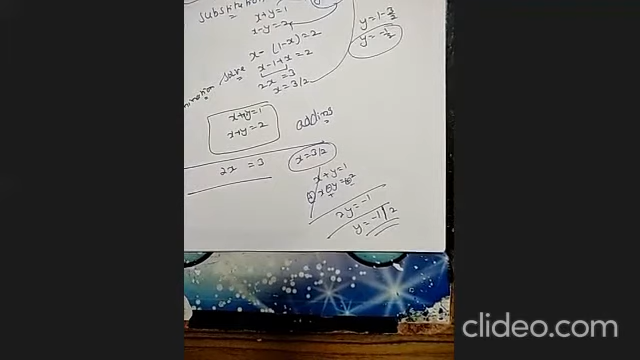 substitution
x+y=1
x-y=2
x-(1-x)=2
solve x-1+x=2
2x=3
x=3/2
y=1-3/2
y=-1/2
x+y=1
x+y=2
adding
2x =3
x=3/2
x+y=1
2y=-1
y=-1/2
clideo.com